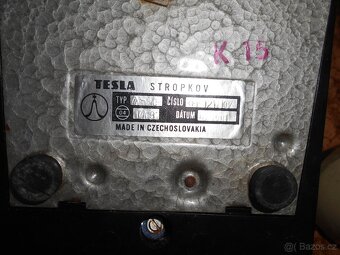 K 15
TESLA STROPKOV
TYP ČÍSLO
DÁTUM
MADE IN CZECHOSLOVAKIA
Bazos.cz